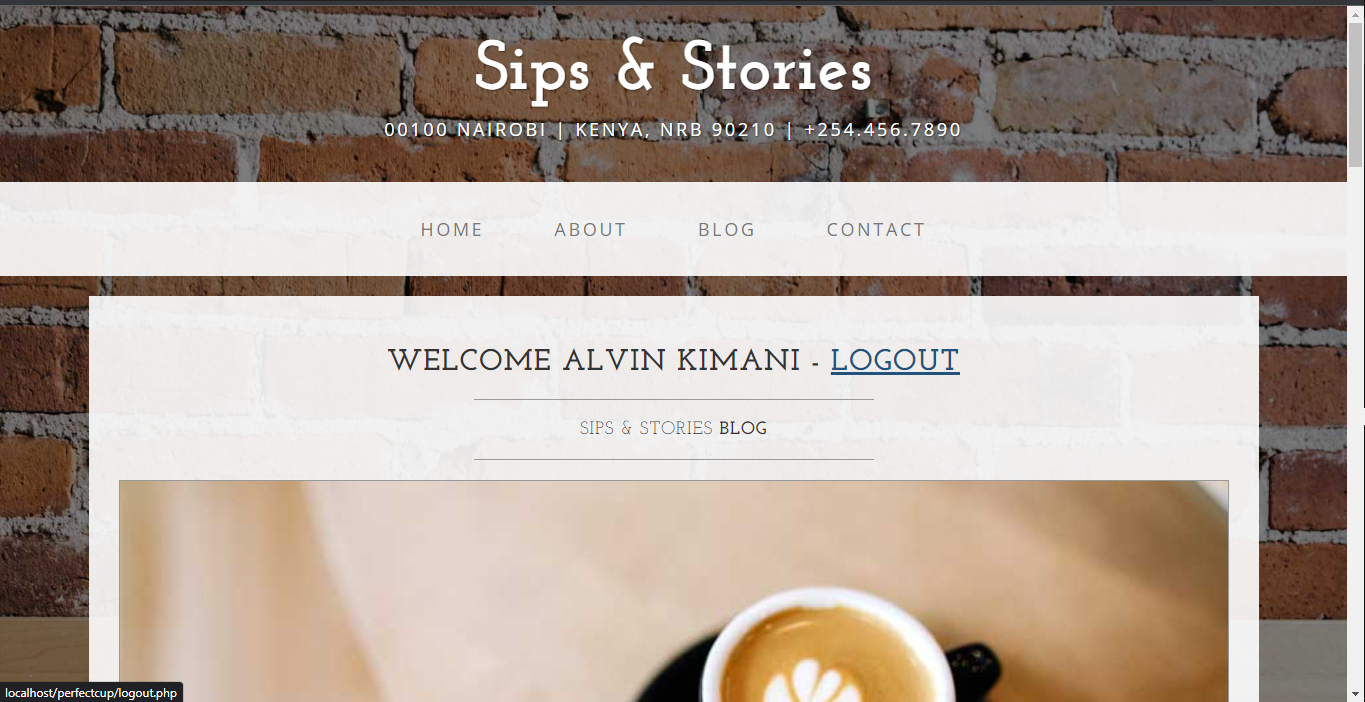 Sips & Stories
00100 NAIROBI | KENYA, NRB 90210 | +254.456.7890
HOME ABOUT BLOG CONTACT
WELCOME ALVIN KIMANI - LOGOUT
SIPS & STORIES BLOG
localhost/perfectcup/logout.php